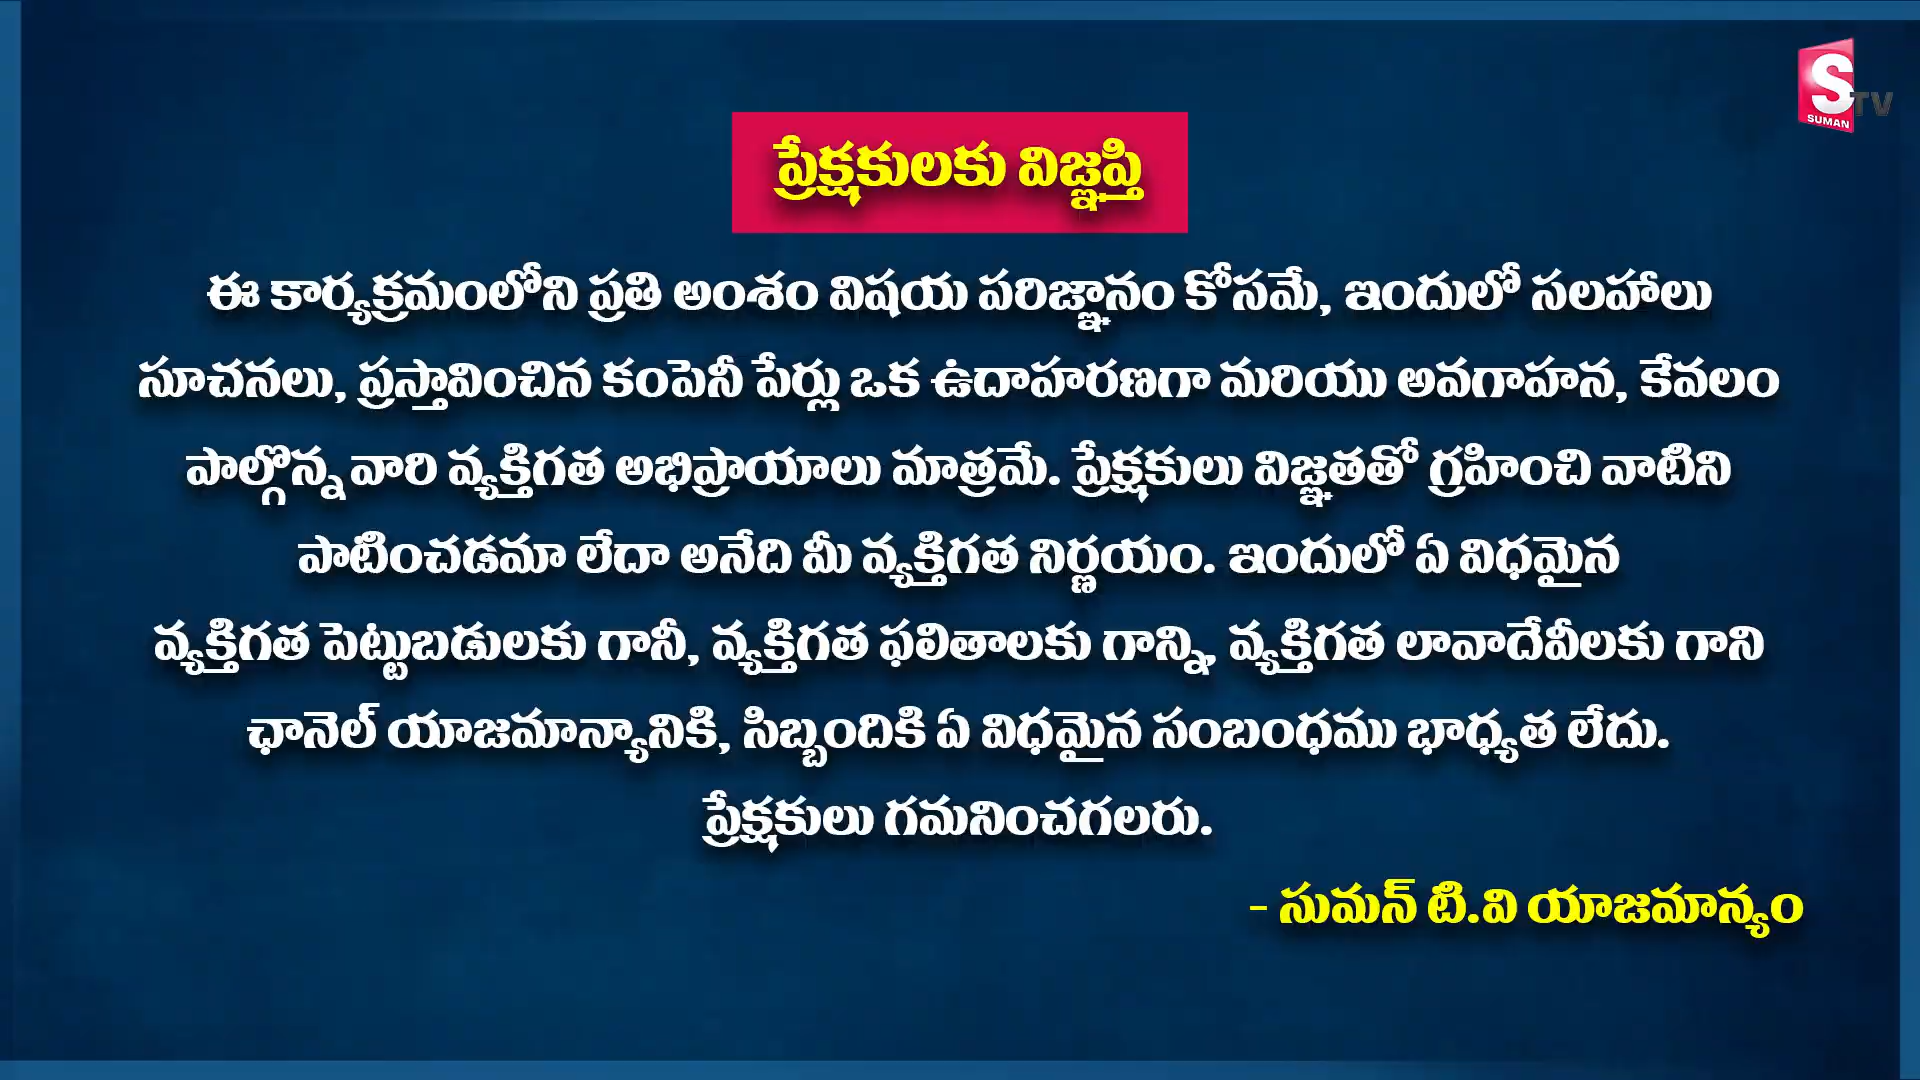 S TV
SUMAN
ప్రేక్షకులకు విజ్ఞప్తి
ఈ కార్యక్రమంలోని ప్రతి అంశం విషయ పరిజ్ఞానం కోసమే, ఇందులో సలహాలు
సూచనలు, ప్రస్తావించిన కంపెనీ పేర్లు ఒక ఉదాహరణగా మరియు అవగాహన, కేవలం
పాల్గొన్నవారి వ్యక్తిగత అభిప్రాయాలు మాత్రమే. ప్రేక్షకులు విజ్ఞతతో గ్రహించి వాటిని
పాటించడమా లేదా అనేది మీ వ్యక్తిగత నిర్ణయం. ఇందులో ఏ విధమైన
వ్యక్తిగత పెట్టుబడులకు గానీ, వ్యక్తిగత ఫలితాలకు గాన్ని, వ్యక్తిగత లావాదేవీలకు గాని
ఛానెల్ యాజమాన్యానికి, సిబ్బందికి ఏ విధమైన సంబంధము భాధ్యత లేదు.
ప్రేక్షకులు గమనించగలరు.
- సుమన్ టి.వి యాజమాన్యం